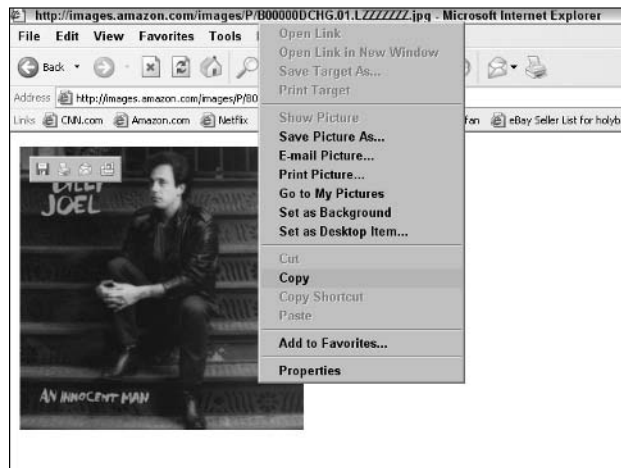 http://images.amazon.com/images/P/B00000DCHG.01.LZZZZZZZ.jpg - Microsoft Internet Explorer
File Edit View Favorites Tools
Back
Address http://images.amazon.com/images/P/B0
Links CNN.com Amazon.com Netflix fan eBay Seller List for holyb
Open Link
Open Link in New Window
Save Target As...
Print Target
Show Picture
Save Picture As...
E-mail Picture...
Print Picture...
Go to My Pictures
Set as Background
Set as Desktop Item...
Cut
Copy
Copy Shortcut
Paste
Add to Favorites...
Properties
BILLY
JOEL
AN INNOCENT MAN